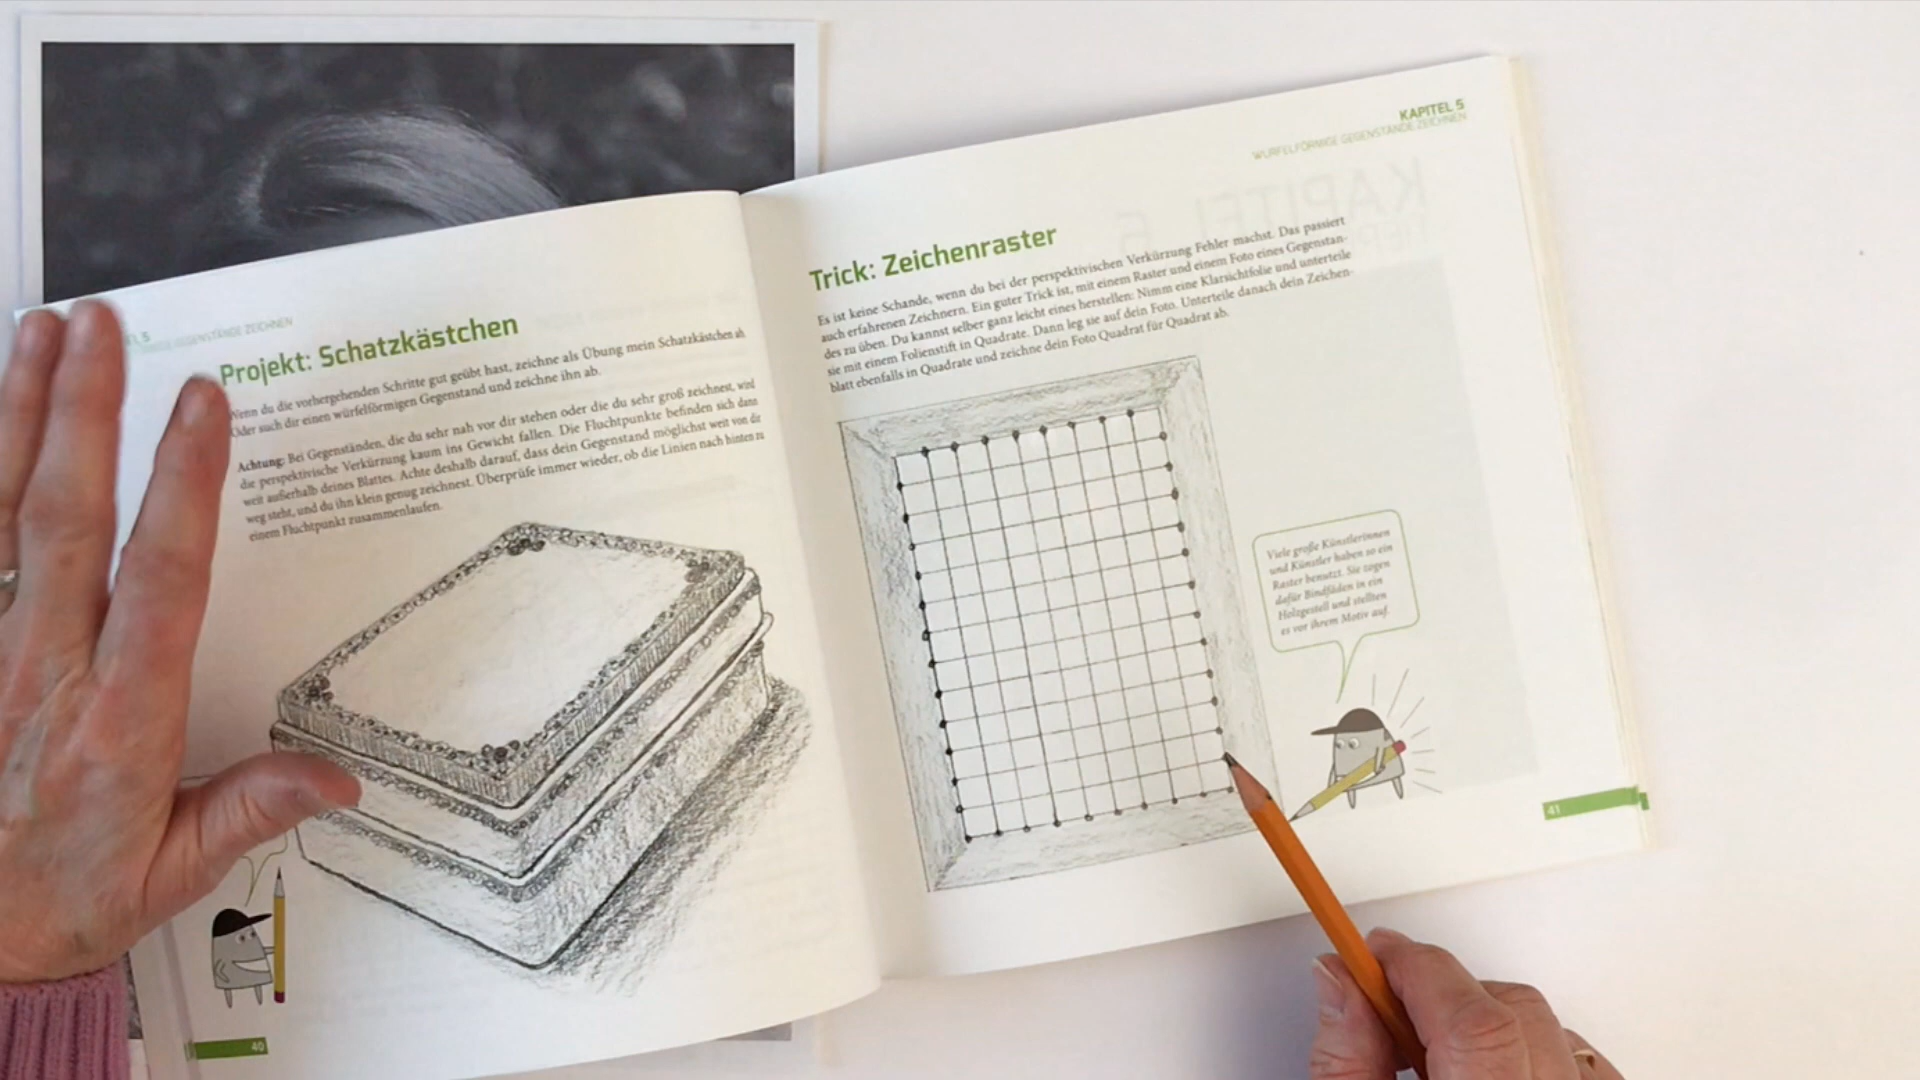 5
GEGENSTÄNDE ZEICHNEN
Projekt: Schatzkästchen
Wenn du die vorhergehenden Schritte gut geübt hast, zeichne als Übung mein Schatzkästchen ab.
Oder such dir einen würfelförmigen Gegenstand und zeichne ihn ab.
Achtung: Bei Gegenständen, die du sehr nah vor dir stehen oder die du sehr groß zeichnest, wird
die perspektivische Verkürzung kaum ins Gewicht fallen. Die Fluchtpunkte befinden sich dann
weit außerhalb deines Blattes. Achte deshalb darauf, dass dein Gegenstand möglichst weit von dir
weg steht, und du ihn klein genug zeichnest. Überprüfe immer wieder, ob die Linien nach hinten zu
einem Fluchtpunkt zusammenlaufen.
40
KAPITEL 5
WÜRFELFÖRMIGE GEGENSTÄNDE ZEICHNEN
Trick: Zeichenraster
Es ist keine Schande, wenn du bei der perspektivischen Verkürzung Fehler machst. Das passiert
auch erfahrenen Zeichnern. Ein guter Trick ist, mit einem Raster und einem Foto eines Gegenstan-
des zu üben. Du kannst selber ganz leicht eines herstellen: Nimm eine Klarsichtfolie und unterteile
sie mit einem Folienstift in Quadrate. Dann leg sie auf dein Foto. Unterteile danach dein Zeichen-
blatt ebenfalls in Quadrate und zeichne dein Foto Quadrat für Quadrat ab.
Viele große Künstlerinnen
und Künstler haben so ein
Raster benutzt. Sie zogen
dafür Bindfäden in ein
Holzgestell und stellten
es vor ihrem Motiv auf.
41